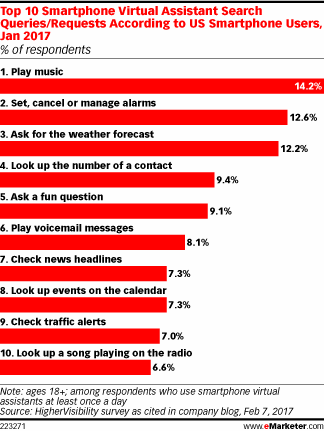 Top 10 Smartphone Virtual Assistant Search
Queries/Requests According to US Smartphone Users,
Jan 2017
% of respondents
1. Play music
14.2%
2. Set, cancel or manage alarms
12.6%
3. Ask for the weather forecast
12.2%
4. Look up the number of a contact
9.4%
5. Ask a fun question
9.1%
6. Play voicemail messages
8.1%
7. Check news headlines
7.3%
8. Look up events on the calendar
7.3%
9. Check traffic alerts
7.0%
10. Look up a song playing on the radio
6.6%
Note: ages 18+; among respondents who use smartphone virtual
assistants at least once a day
Source: HigherVisibility survey as cited in company blog, Feb 7, 2017
223271 www.eMarketer.com